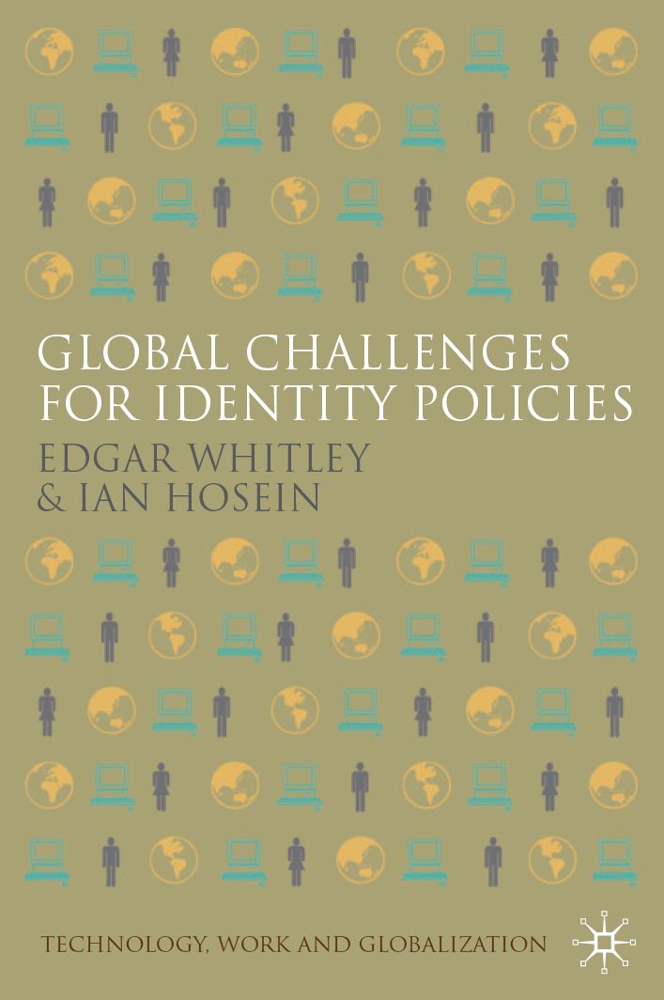 GLOBAL CHALLENGES
FOR IDENTITY POLICIES
EDGAR WHITLEY
& IAN HOSEIN
TECHNOLOGY, WORK AND GLOBALIZATION